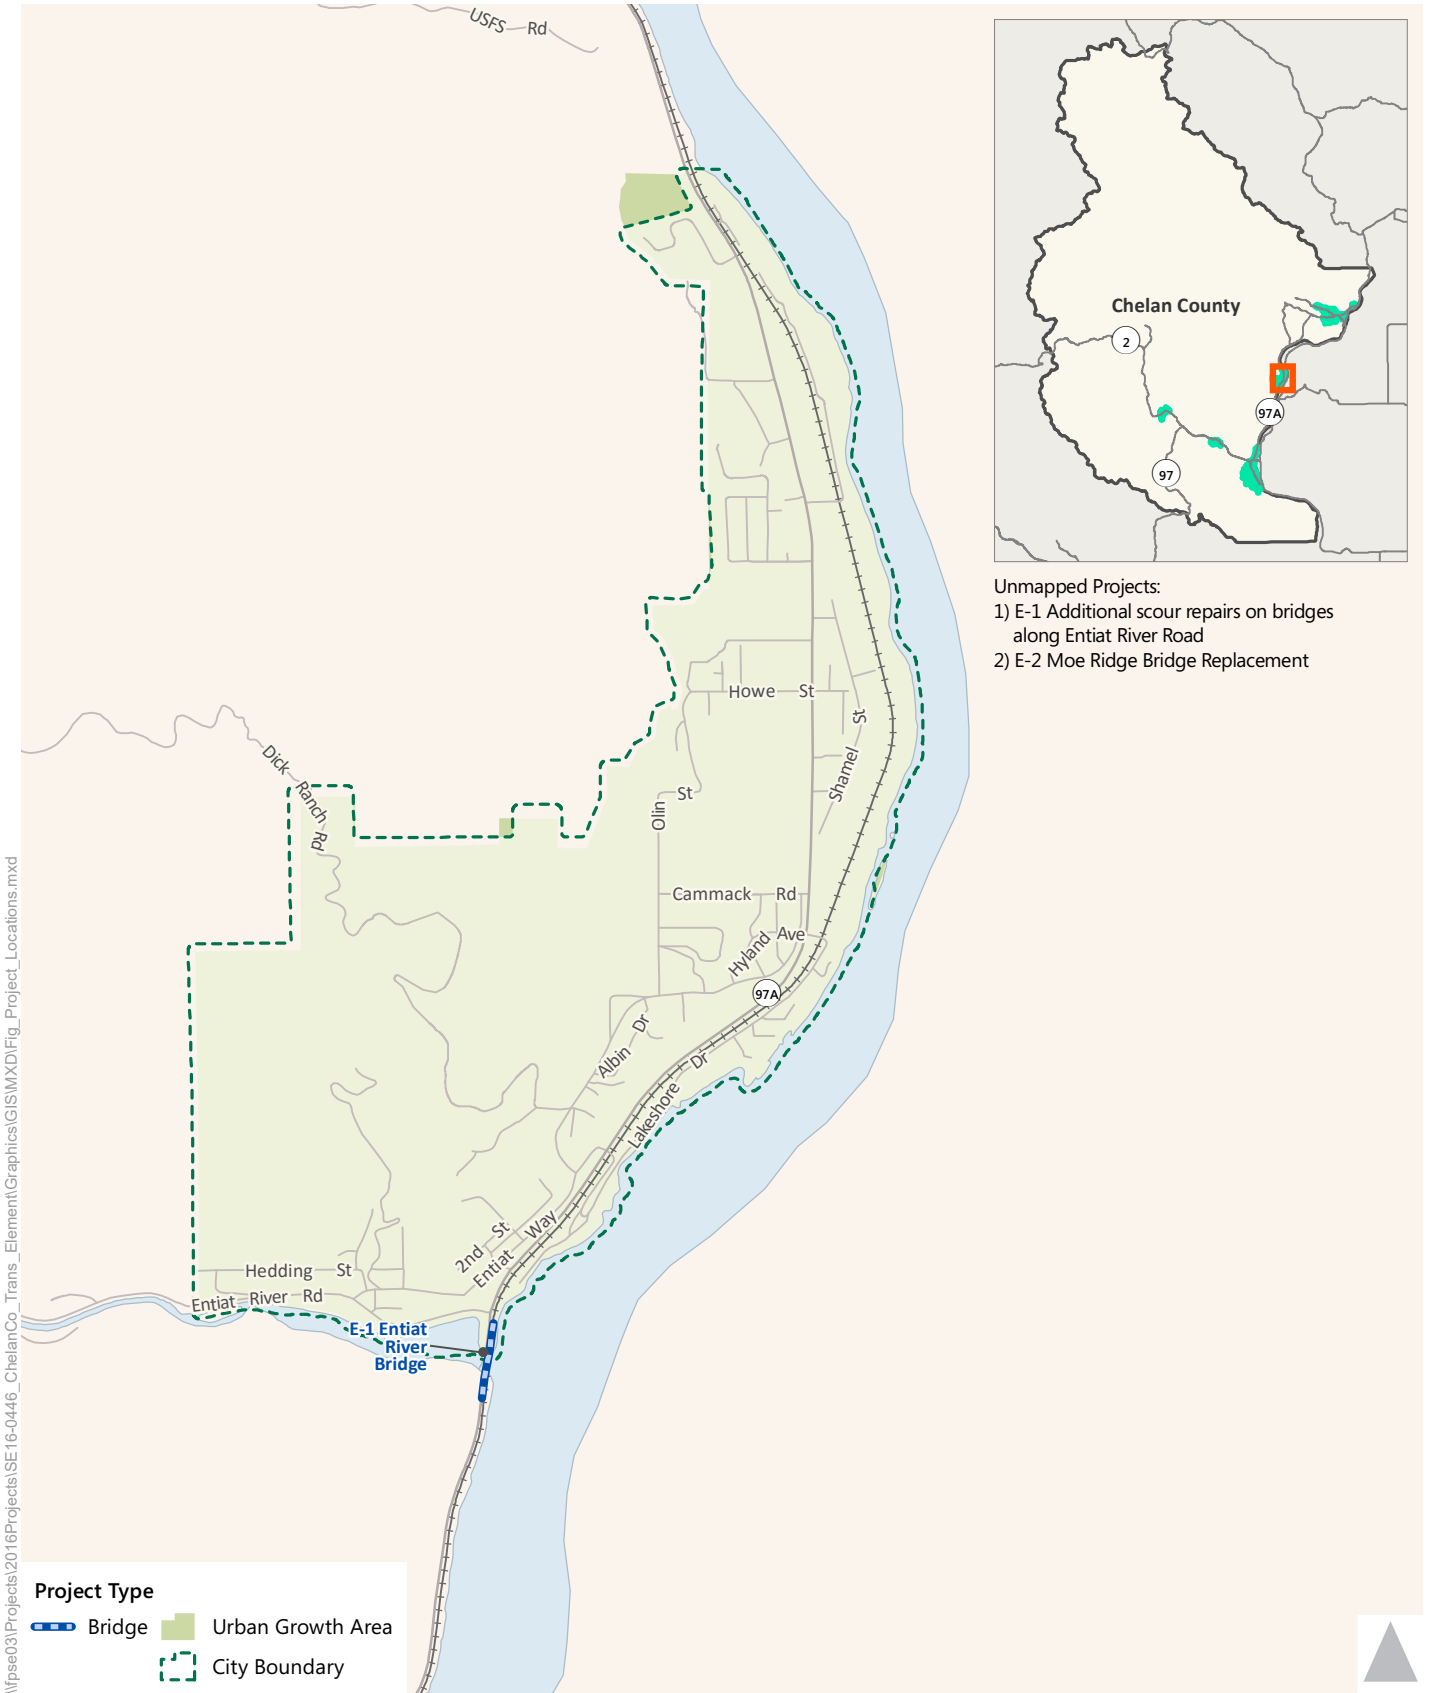 USFS Rd
Chelan County
2
97A
97
Unmapped Projects:
1) E-1 Additional scour repairs on bridges
along Entiat River Road
2) E-2 Moe Ridge Bridge Replacement
Howe St
Shamel St
Dick Ranch Rd
Olin St
Cammack Rd
Hyland Ave
97A
Albin Dr
Lakeshore Dr
2nd St
Entiat Way
Hedding St
Entiat River Rd
E-1 Entiat
River
Bridge
Project Type
Bridge
Urban Growth Area
City Boundary
\\fpse03\Projects\2016Projects\SE16-0446_ChelanCo_Trans_Element\Graphics\GIS\MXD\Fig_Project_Locations.mxd